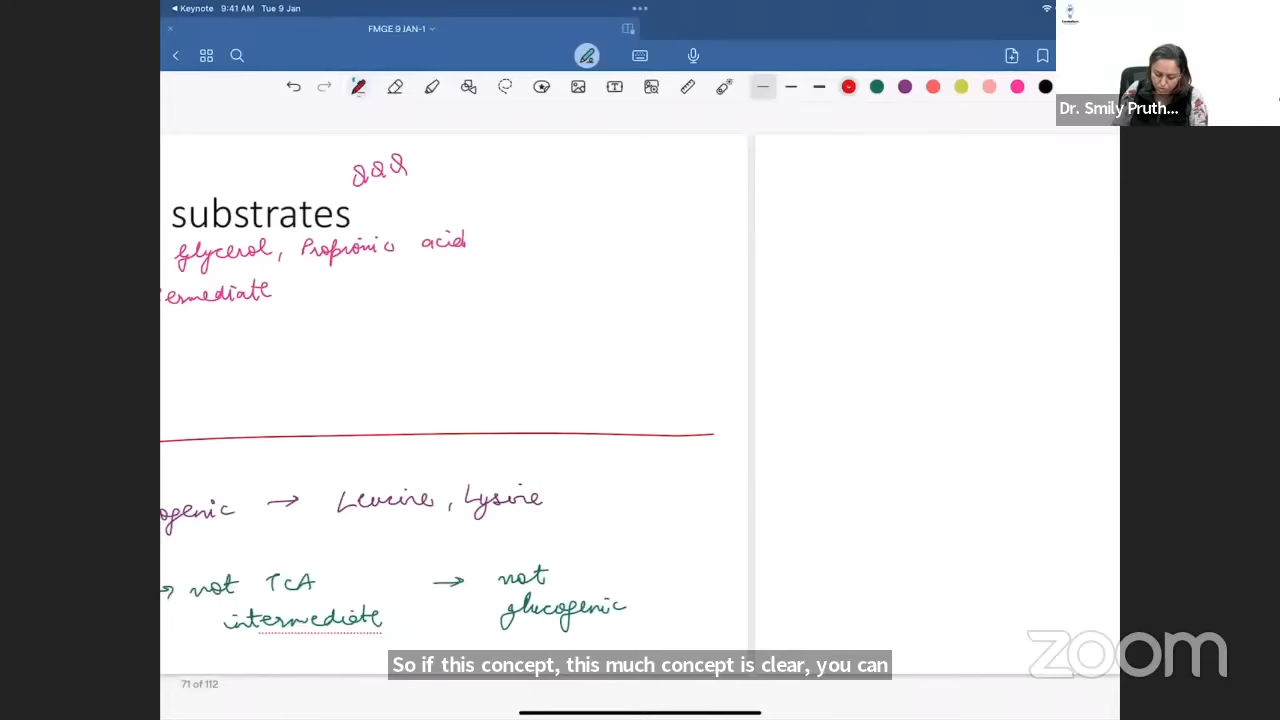 Keynote 9:41 AM Tue 9 Jan
FMGE 9 JAN-1
Dr. Smily Pruth...
substrates
Glycerol, Propionic acid
ermediate
ogenic → Leucine, Lysine
→ not TCA → not
intermediate glucogenic
So if this concept, this much concept is clear, you can
zoom
71 of 112